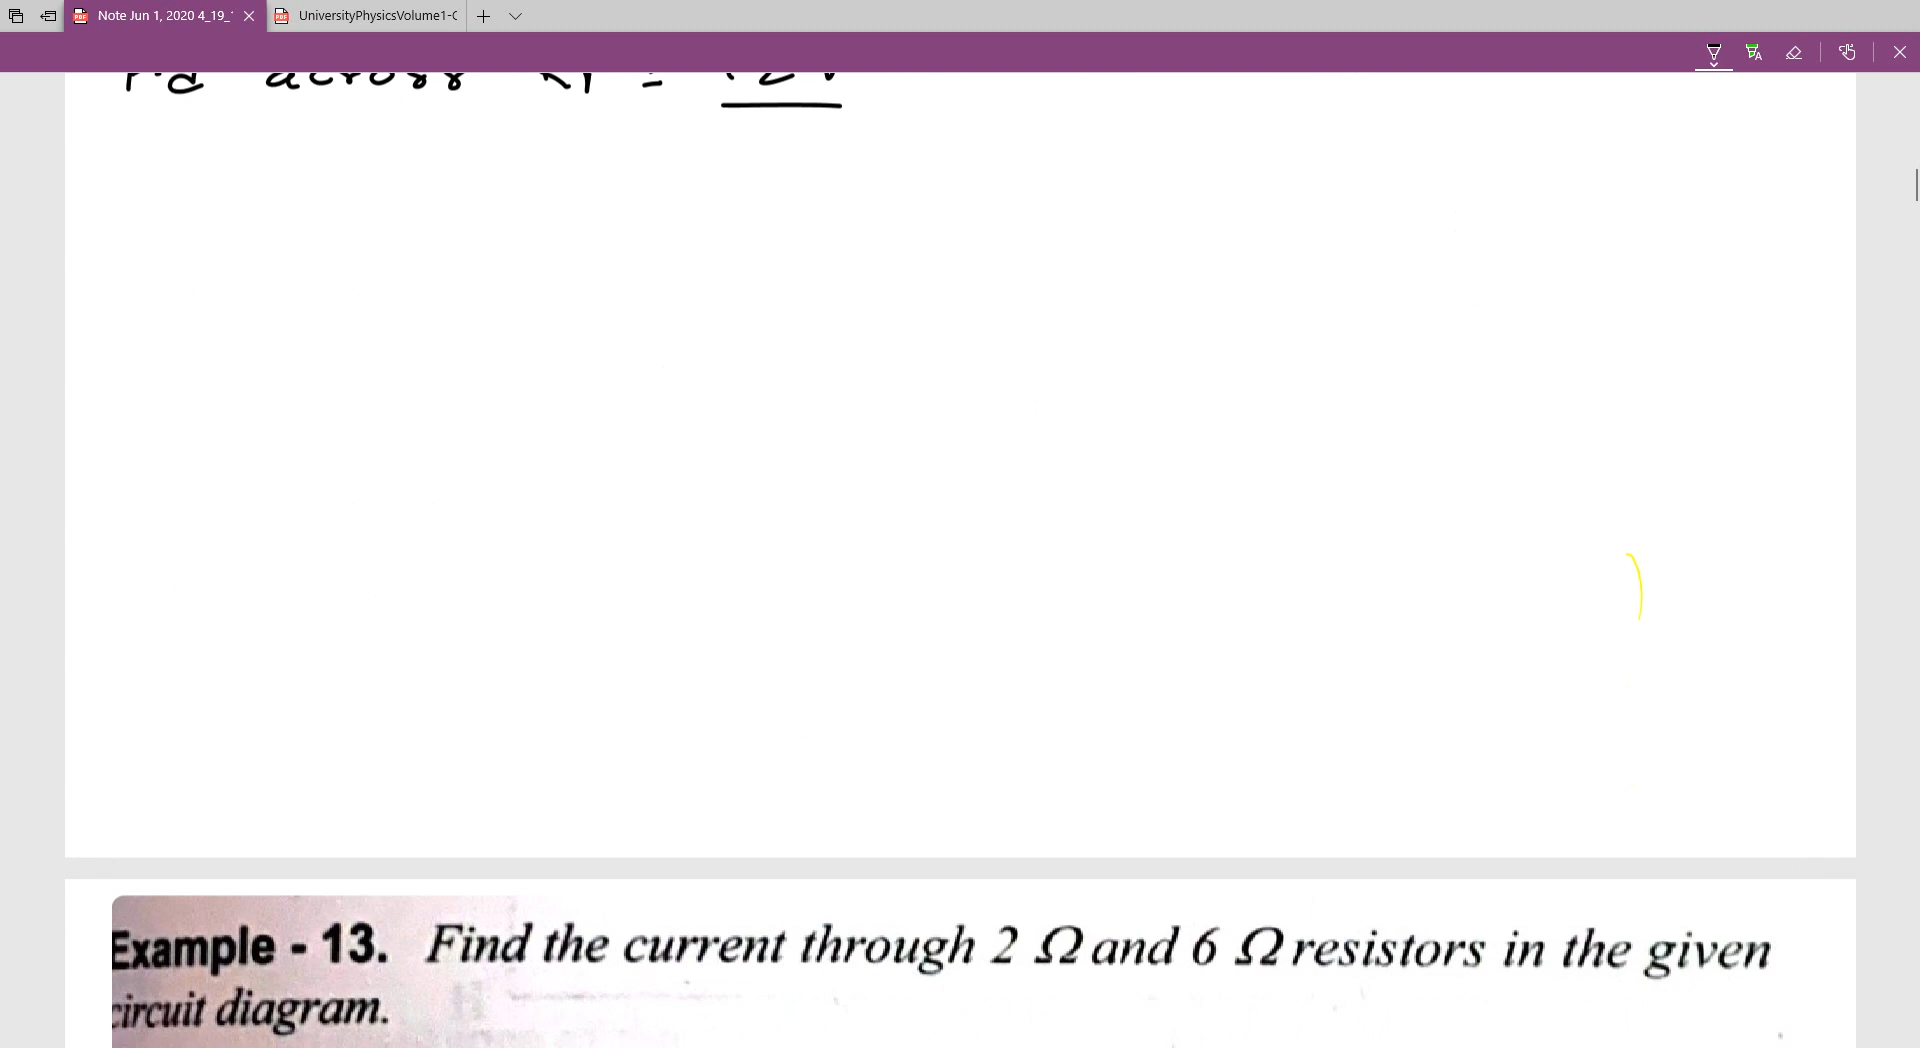 Note Jun 1, 2020 4_19_
UniversityPhysicsVolume1-
across
Example - 13. Find the current through 2 Ω and 6 Ω resistors in the given
circuit diagram.